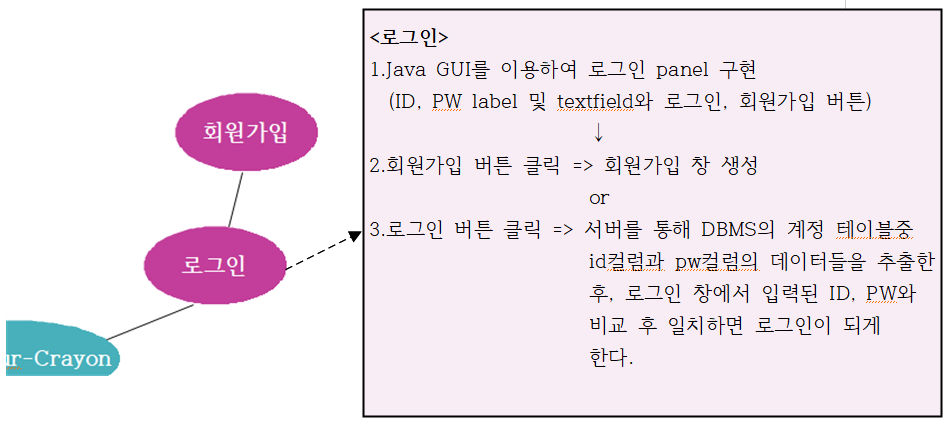 회원가입
로그인
ur-Crayon
<로그인>
1.Java GUI를 이용하여 로그인 panel 구현
(ID, PW label 및 textfield와 로그인, 회원가입 버튼)
↓
2.회원가입 버튼 클릭 => 회원가입 창 생성
or
3.로그인 버튼 클릭 => 서버를 통해 DBMS의 계정 테이블중
id컬럼과 pw컬럼의 데이터들을 추출한
후, 로그인 창에서 입력된 ID, PW와
비교 후 일치하면 로그인이 되게
한다.